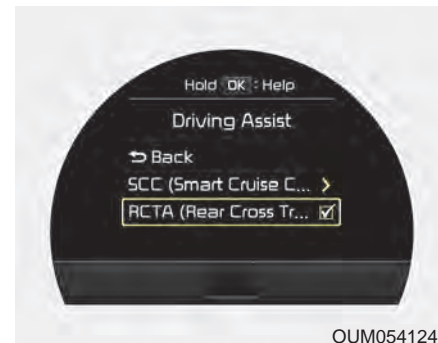 Hold OK : Help
Driving Assist
Back
SCC (Smart Cruise C...
RCTA (Rear Cross Tr...
OUM054124